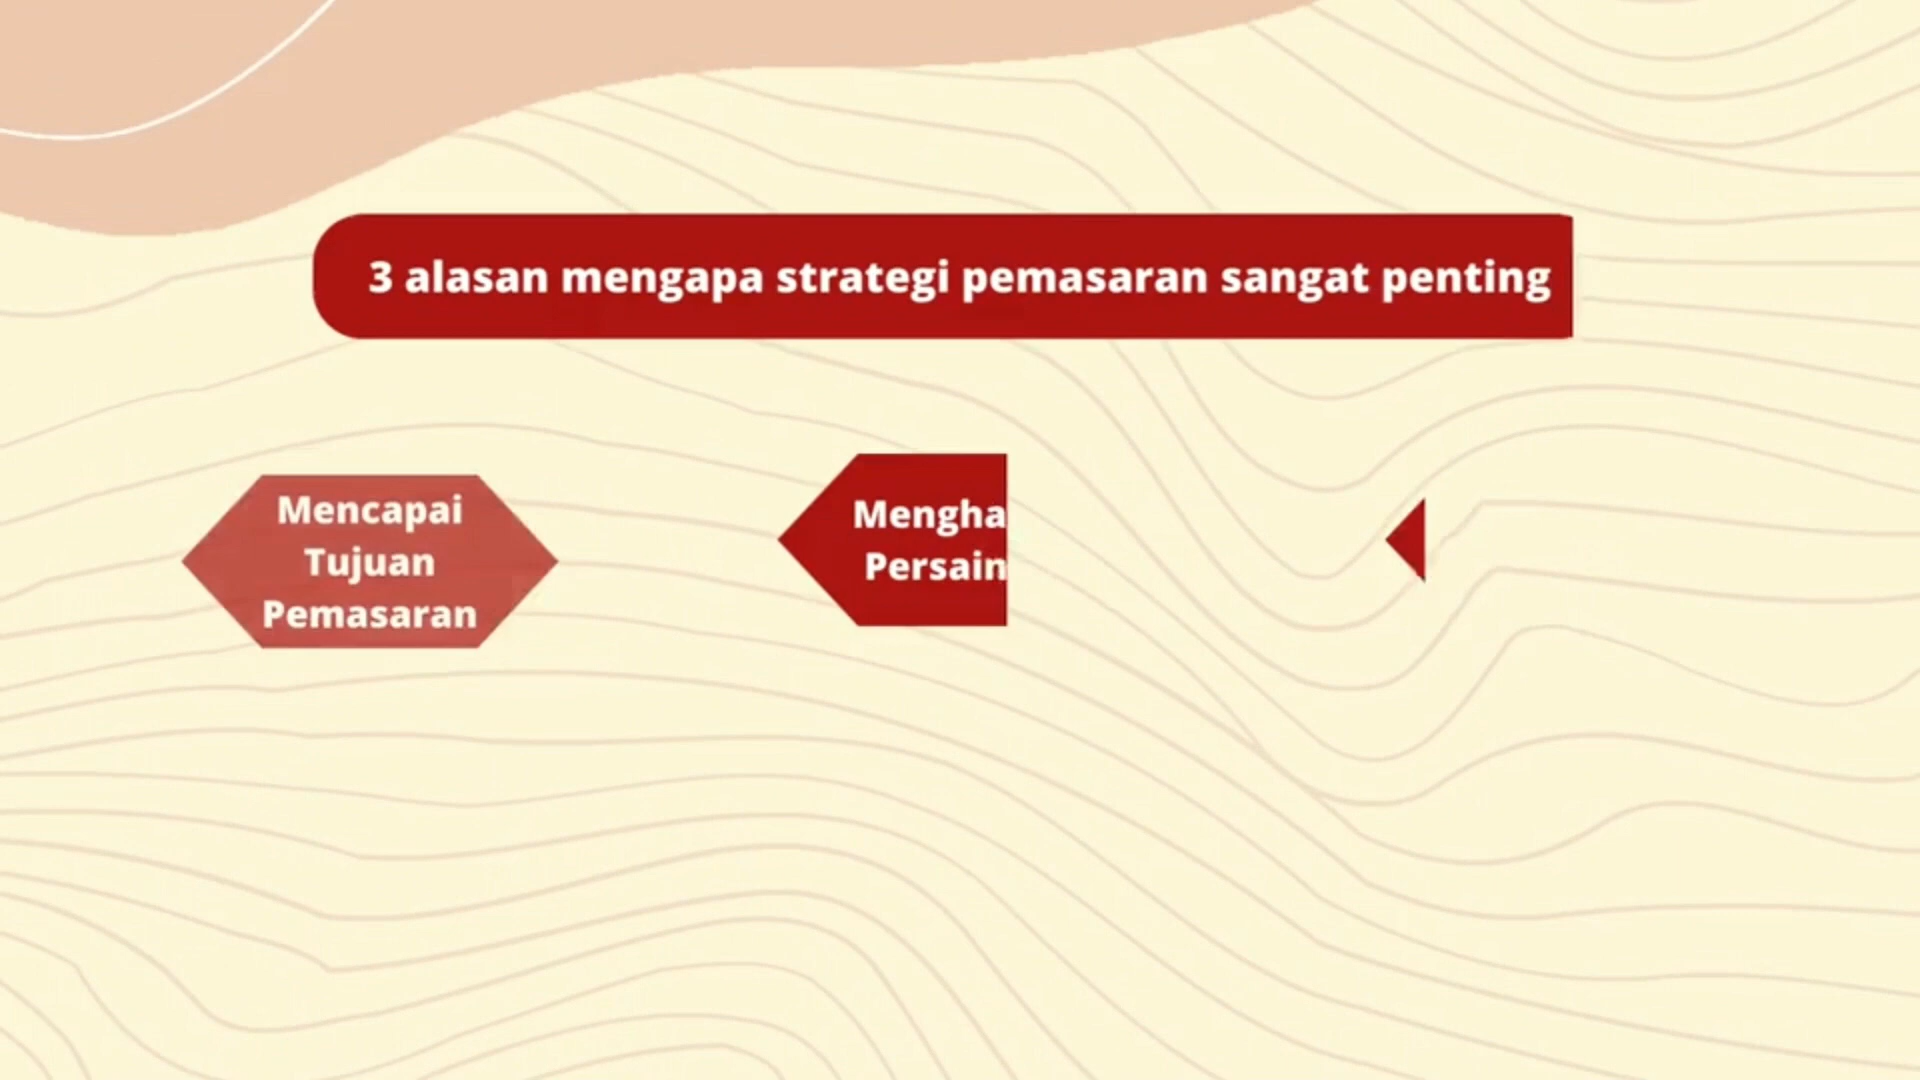 3 alasan mengapa strategi pemasaran sangat penting
Mencapai
Tujuan
Pemasaran
Mengha
Persain